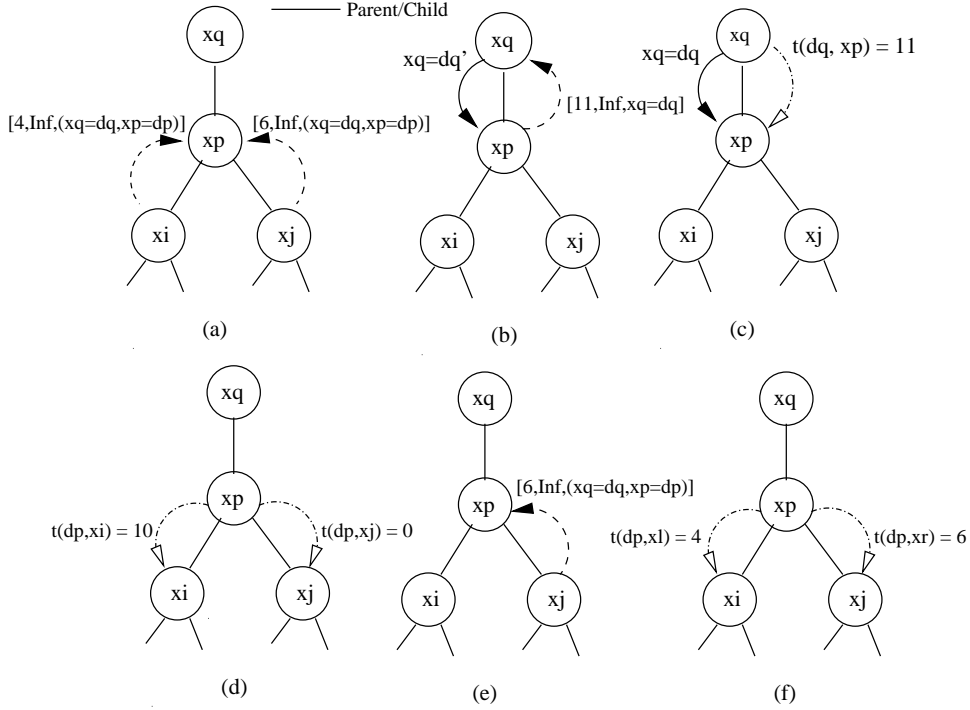 Parent/Child
xq
[4,Inf,(xq=dq,xp=dp)]
[6,Inf,(xq=dq,xp=dp)]
xp
xi
xj
(a)
xq
xq=dq’
[11,Inf,xq=dq]
xp
xi
xj
(b)
xq
xq=dq
t(dq, xp) = 11
xp
xi
xj
(c)
xq
xp
t(dp,xi) = 10
t(dp,xj) = 0
xi
xj
(d)
xq
[6,Inf,(xq=dq,xp=dp)]
xp
xi
xj
(e)
xq
xp
t(dp,xl) = 4
t(dp,xr) = 6
xi
xj
(f)